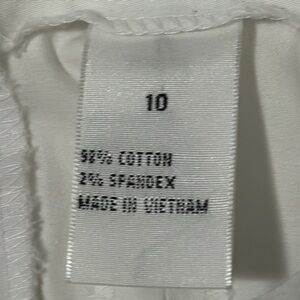 10
98% COTTON
2% SPANDEX
MADE IN VIETNAM